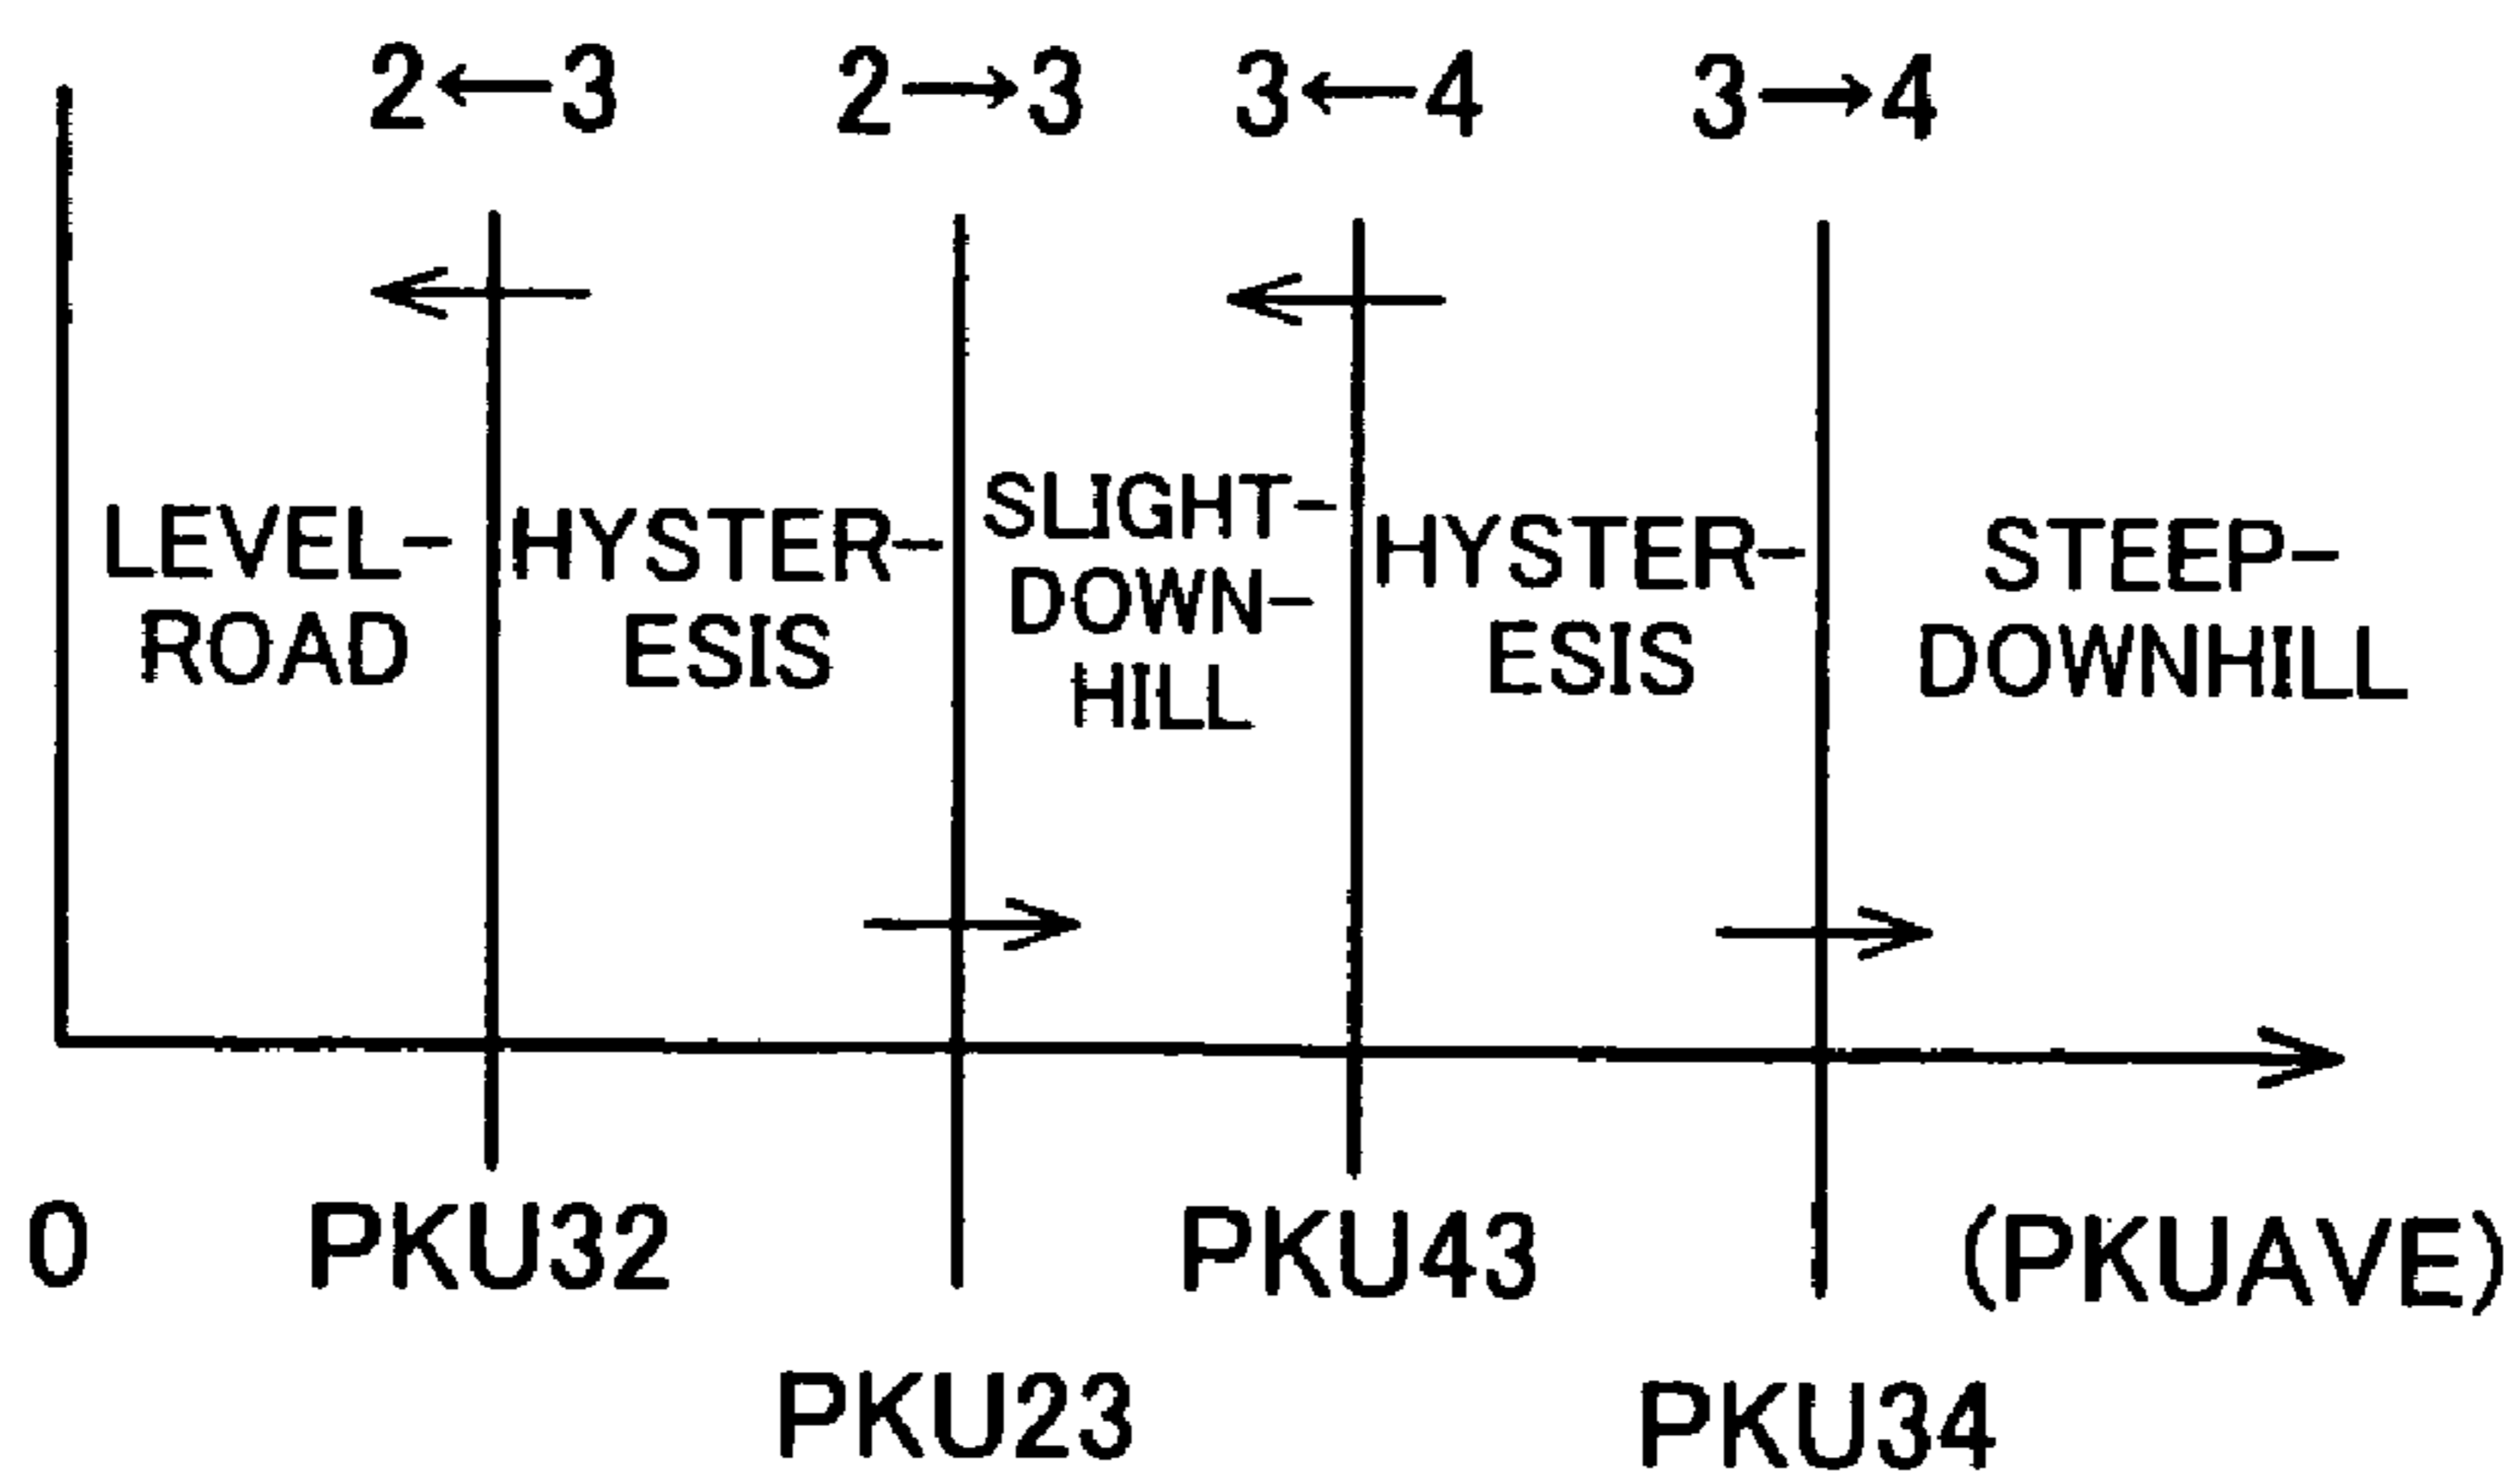 2←3 2→3 3←4 3→4
LEVEL-
ROAD
HYSTER-
ESIS
SLIGHT-
DOWN-
HILL
HYSTER-
ESIS
STEEP-
DOWNHILL
0 PKU32 PKU43 (PKUAVE)
PKU23 PKU34